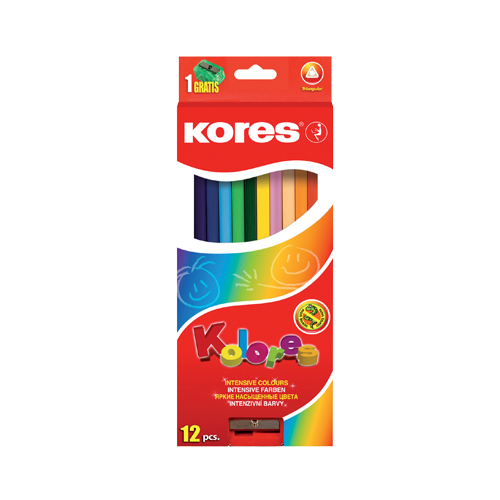 1
GRATIS
Triangular
KORES®
Kolores
INTENSIVE COLOURS
INTENSIVE FARBEN
ЯРКИЕ НАСЫЩЕННЫЕ ЦВЕТА
"INTENZIVNÍ BARVY"
12 pcs.